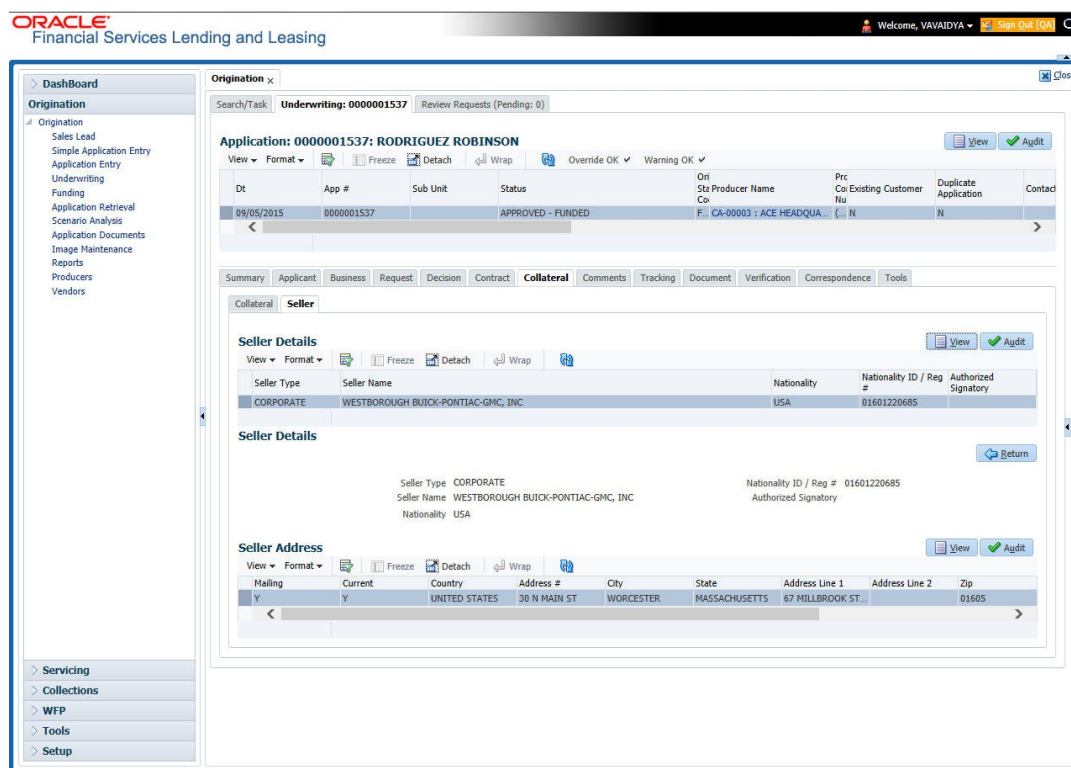 ORACLE
Financial Services Lending and Leasing
Welcome, VAVAIDYA Sign Out [QA]
DashBoard
Origination
Origination
Sales Lead
Simple Application Entry
Application Entry
Underwriting
Funding
Application Retrieval
Scenario Analysis
Application Documents
Image Maintenance
Reports
Producers
Vendors
Servicing
Collections
WFP
Tools
Setup
Origination x Clos
Search/Task Underwriting: 0000001537 Review Requests (Pending: 0)
Application: 0000001537: RODRIGUEZ ROBINSON View Audit
View Format Freeze Detach Wrap Override OK Warning OK
Dt App # Sub Unit Status Ori Sta Co Producer Name Prc Co Nu Existing Customer Duplicate Application Contact
09/05/2015 0000001537 APPROVED - FUNDED F... CA-00003 : ACE HEADQUA... (... N N
Summary Applicant Business Request Decision Contract Collateral Comments Tracking Document Verification Correspondence Tools
Collateral Seller
Seller Details View Audit
View Format Freeze Detach Wrap
Seller Type Seller Name Nationality Nationality ID / Reg # Authorized Signatory
CORPORATE WESTBOROUGH BUICK-PONTIAC-GMC, INC USA 01601220685
Seller Details
Return
Seller Type CORPORATE Nationality ID / Reg # 01601220685
Seller Name WESTBOROUGH BUICK-PONTIAC-GMC, INC Authorized Signatory
Nationality USA
Seller Address View Audit
View Format Freeze Detach Wrap
Mailing Current Country Address # City State Address Line 1 Address Line 2 Zip
Y Y UNITED STATES 30 N MAIN ST WORCESTER MASSACHUSETTS 67 MILLBROOK ST... 01605